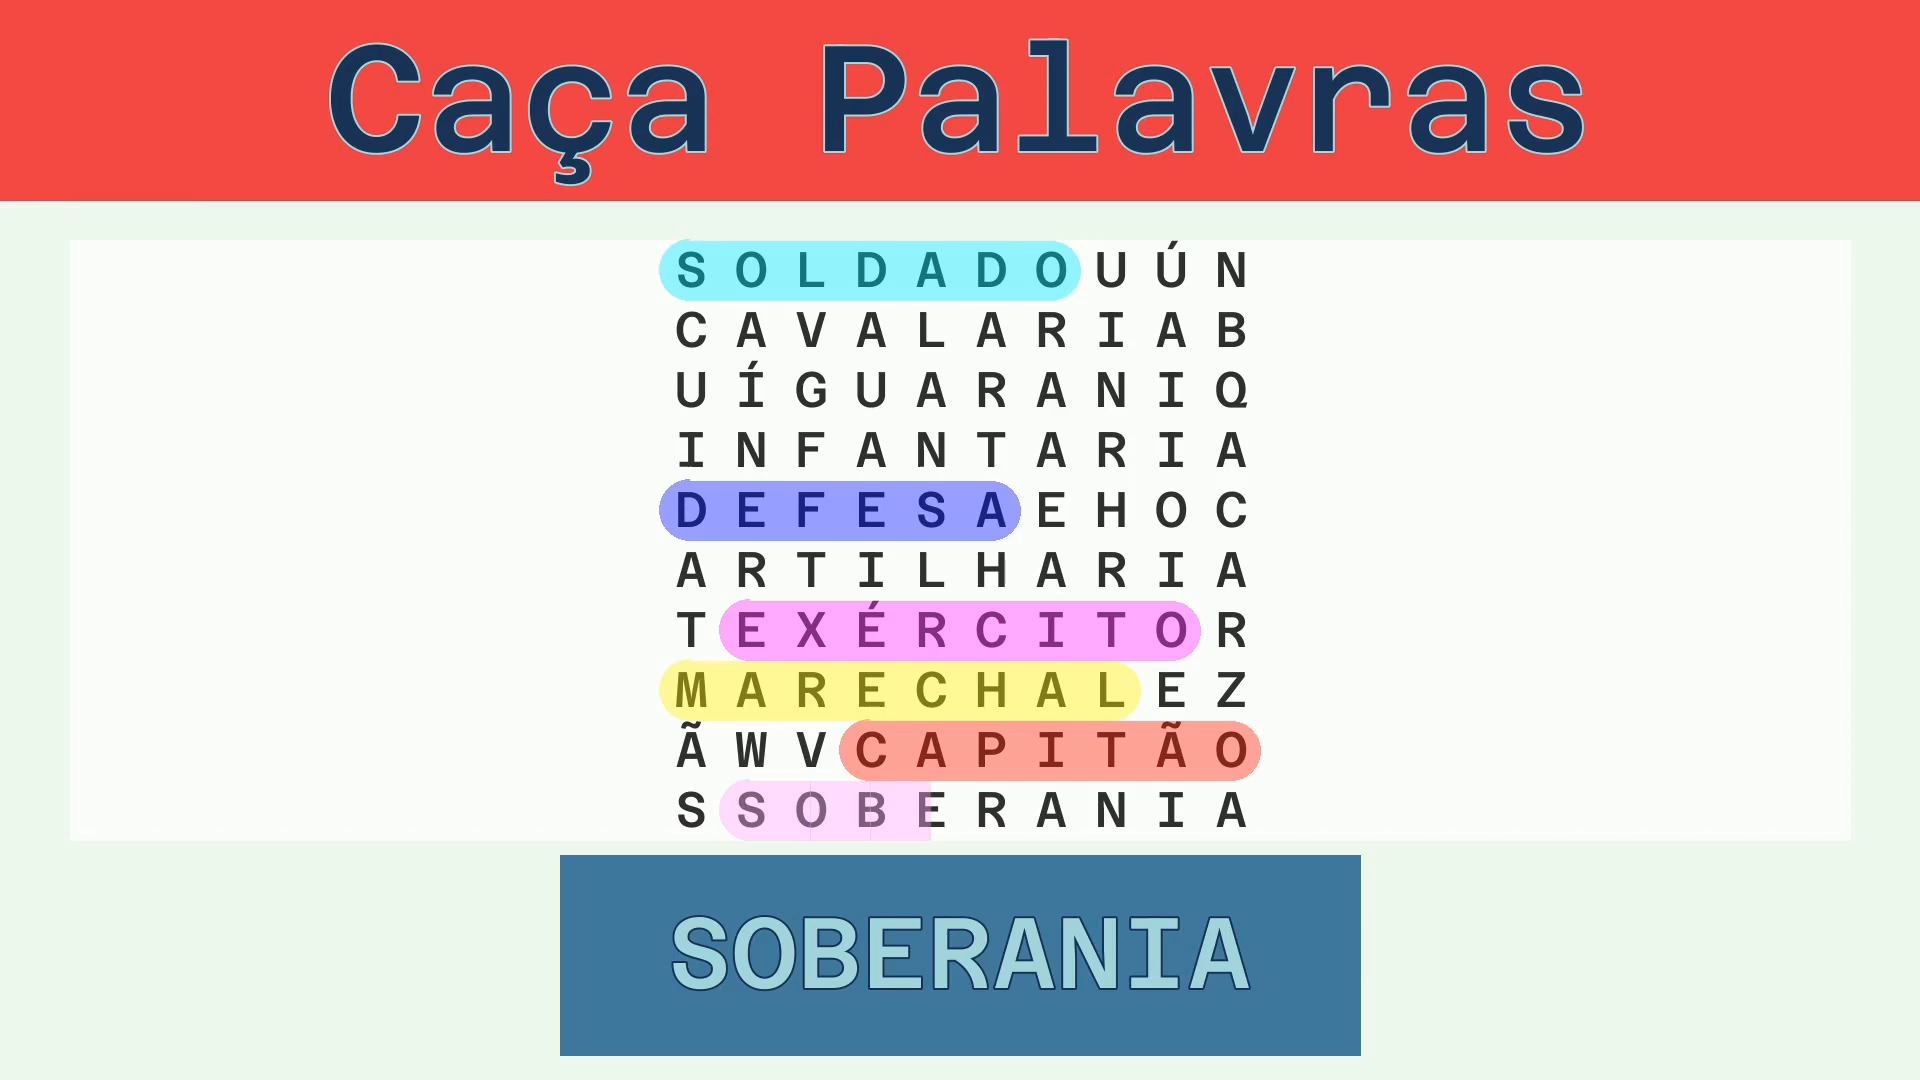 Caça Palavras
S O L D A D O U Ú N
C A V A L A R I A B
U Í G U A R A N I Q
I N F A N T A R I A
D E F E S A E H O C
A R T I L H A R I A
T E X É R C I T O R
M A R E C H A L E Z
Ã W V C A P I T Ã O
S S O B E R A N I A
SOBERANIA